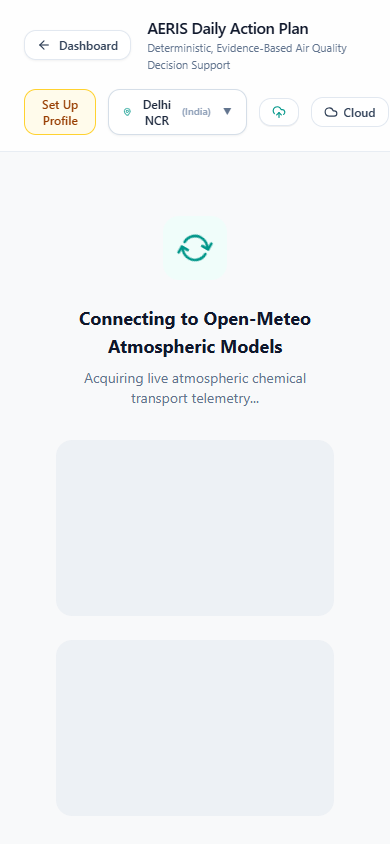 Dashboard
AERIS Daily Action Plan
Deterministic, Evidence-Based Air Quality
Decision Support
Set Up
Profile
Delhi
NCR
(India)
▼
Cloud
Connecting to Open-Meteo
Atmospheric Models
Acquiring live atmospheric chemical
transport telemetry...